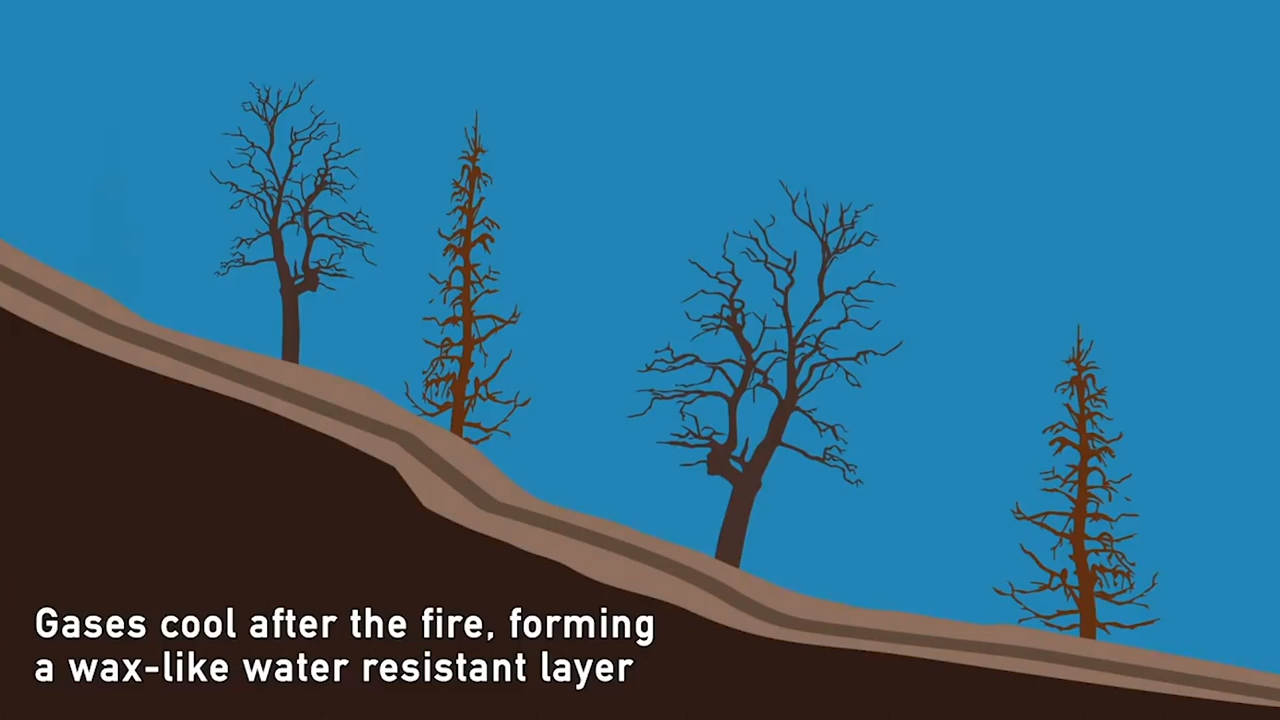 Gases cool after the fire, forming
a wax-like water resistant layer